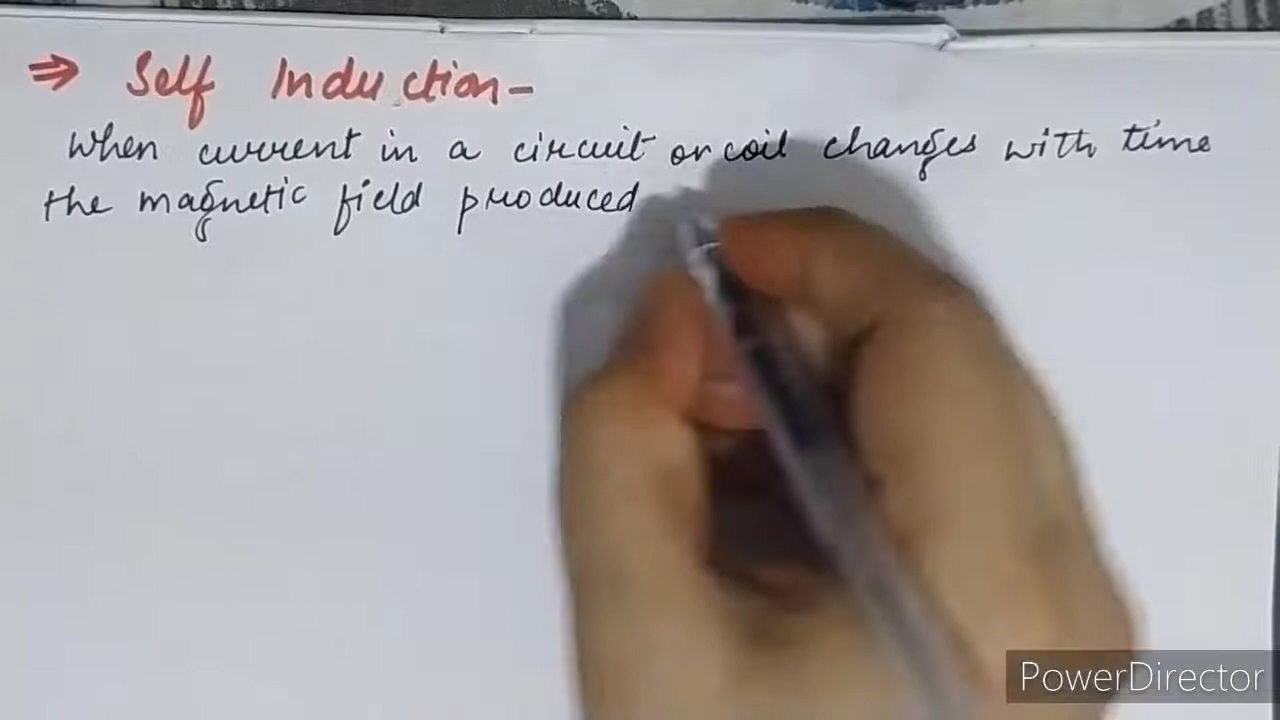 ⇒ Self Induction-
When current in a circuit or coil changes with time
the magnetic field produced
PowerDirector